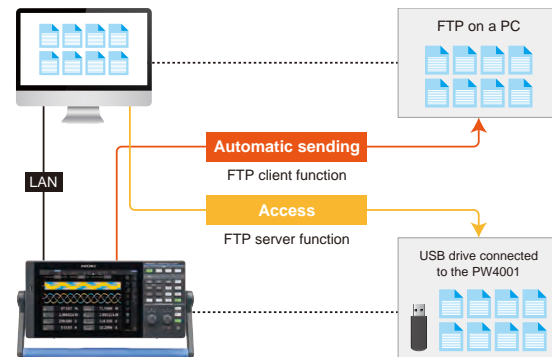 FTP on a PC
Automatic sending
FTP client function
LAN
Access
FTP server function
USB drive connected
to the PW4001
HIOKI